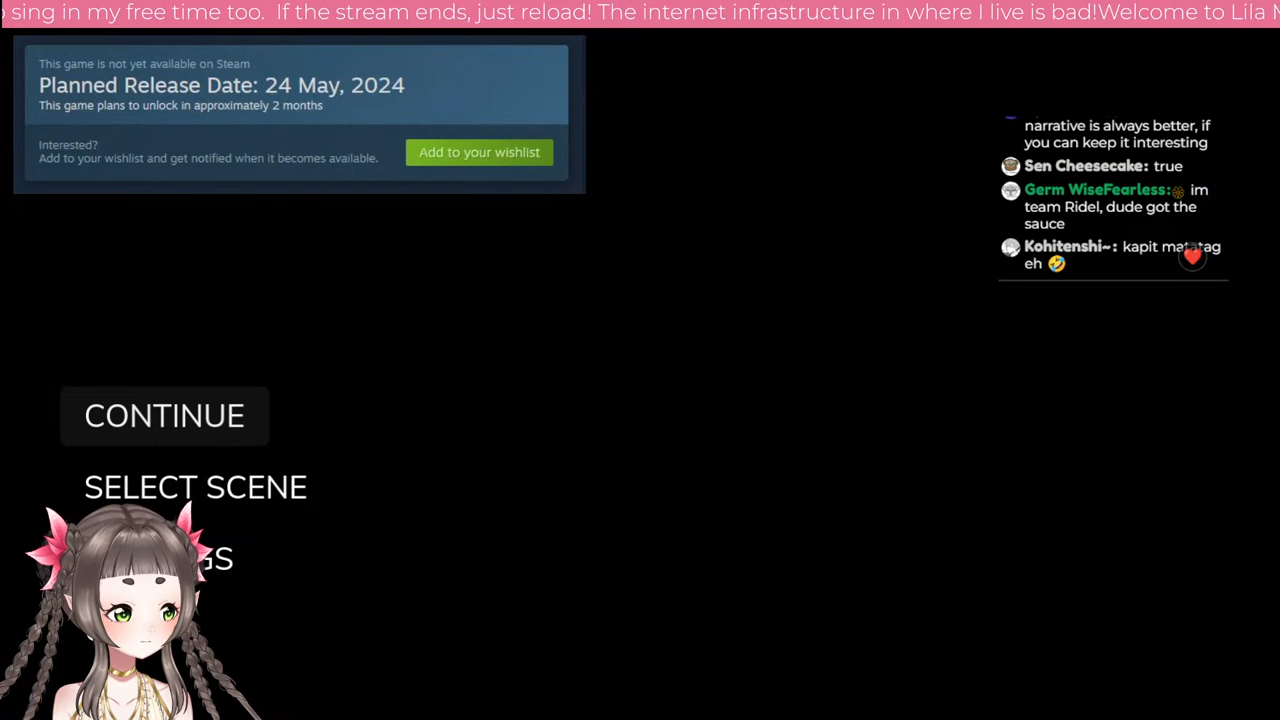 sing in my free time too.  If the stream ends, just reload! The internet infrastructure in where I live is bad!Welcome to Lila
This game is not yet available on Steam
Planned Release Date: 24 May, 2024
This game plans to unlock in approximately 2 months
Interested?
Add to your wishlist and get notified when it becomes available.
Add to your wishlist
narrative is always better, if
you can keep it interesting
Sen Cheesecake: true
Germ WiseFearless: im
team Ridel, dude got the
sauce
Kohitenshi~: kapit matatag
eh 🤣
CONTINUE
SELECT SCENE